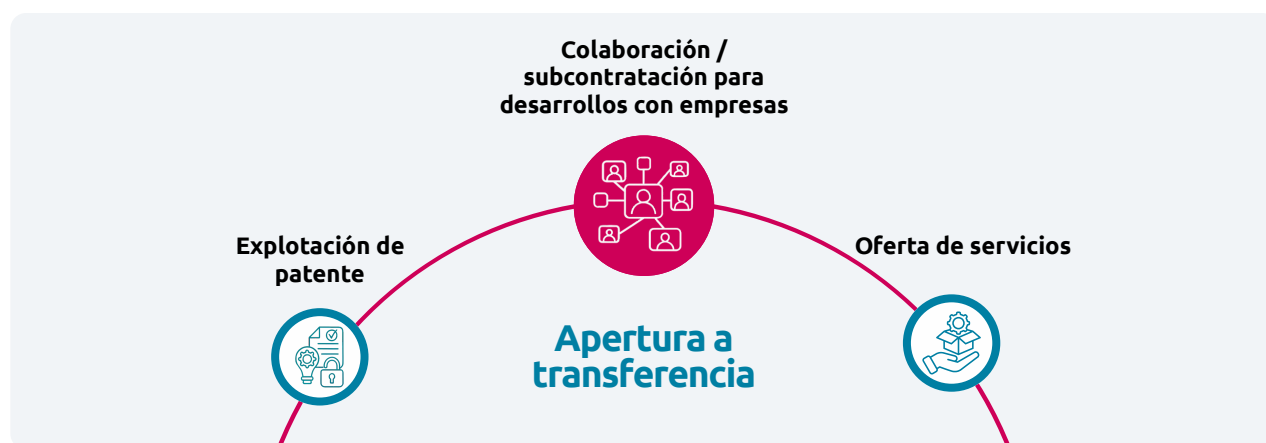 Colaboración /
subcontratación para
desarrollos con empresas
Explotación de
patente
Oferta de servicios
Apertura a
transferencia